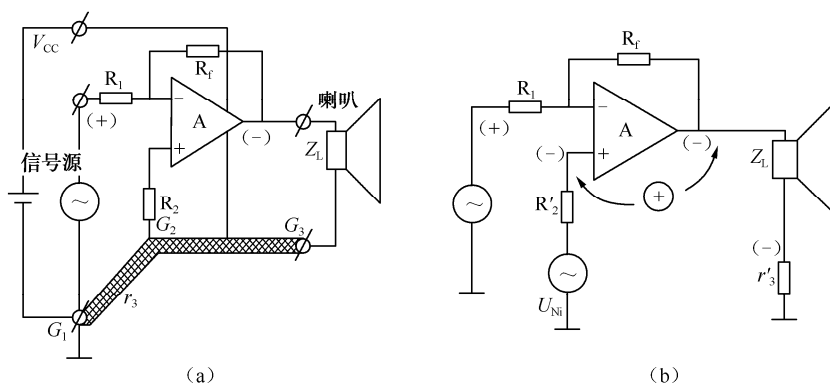 V_CC
R_1
R_f
(+)
−
A
+
(−)
喇叭
Z_L
信号源
~
R_2
G_2
G_3
r_3
G_1
(a)
R_f
R_1
(+)
−
A
+
(−)
(−)
Z_L
+
R'_2
~
U_Ni
(−)
r'_3
(b)